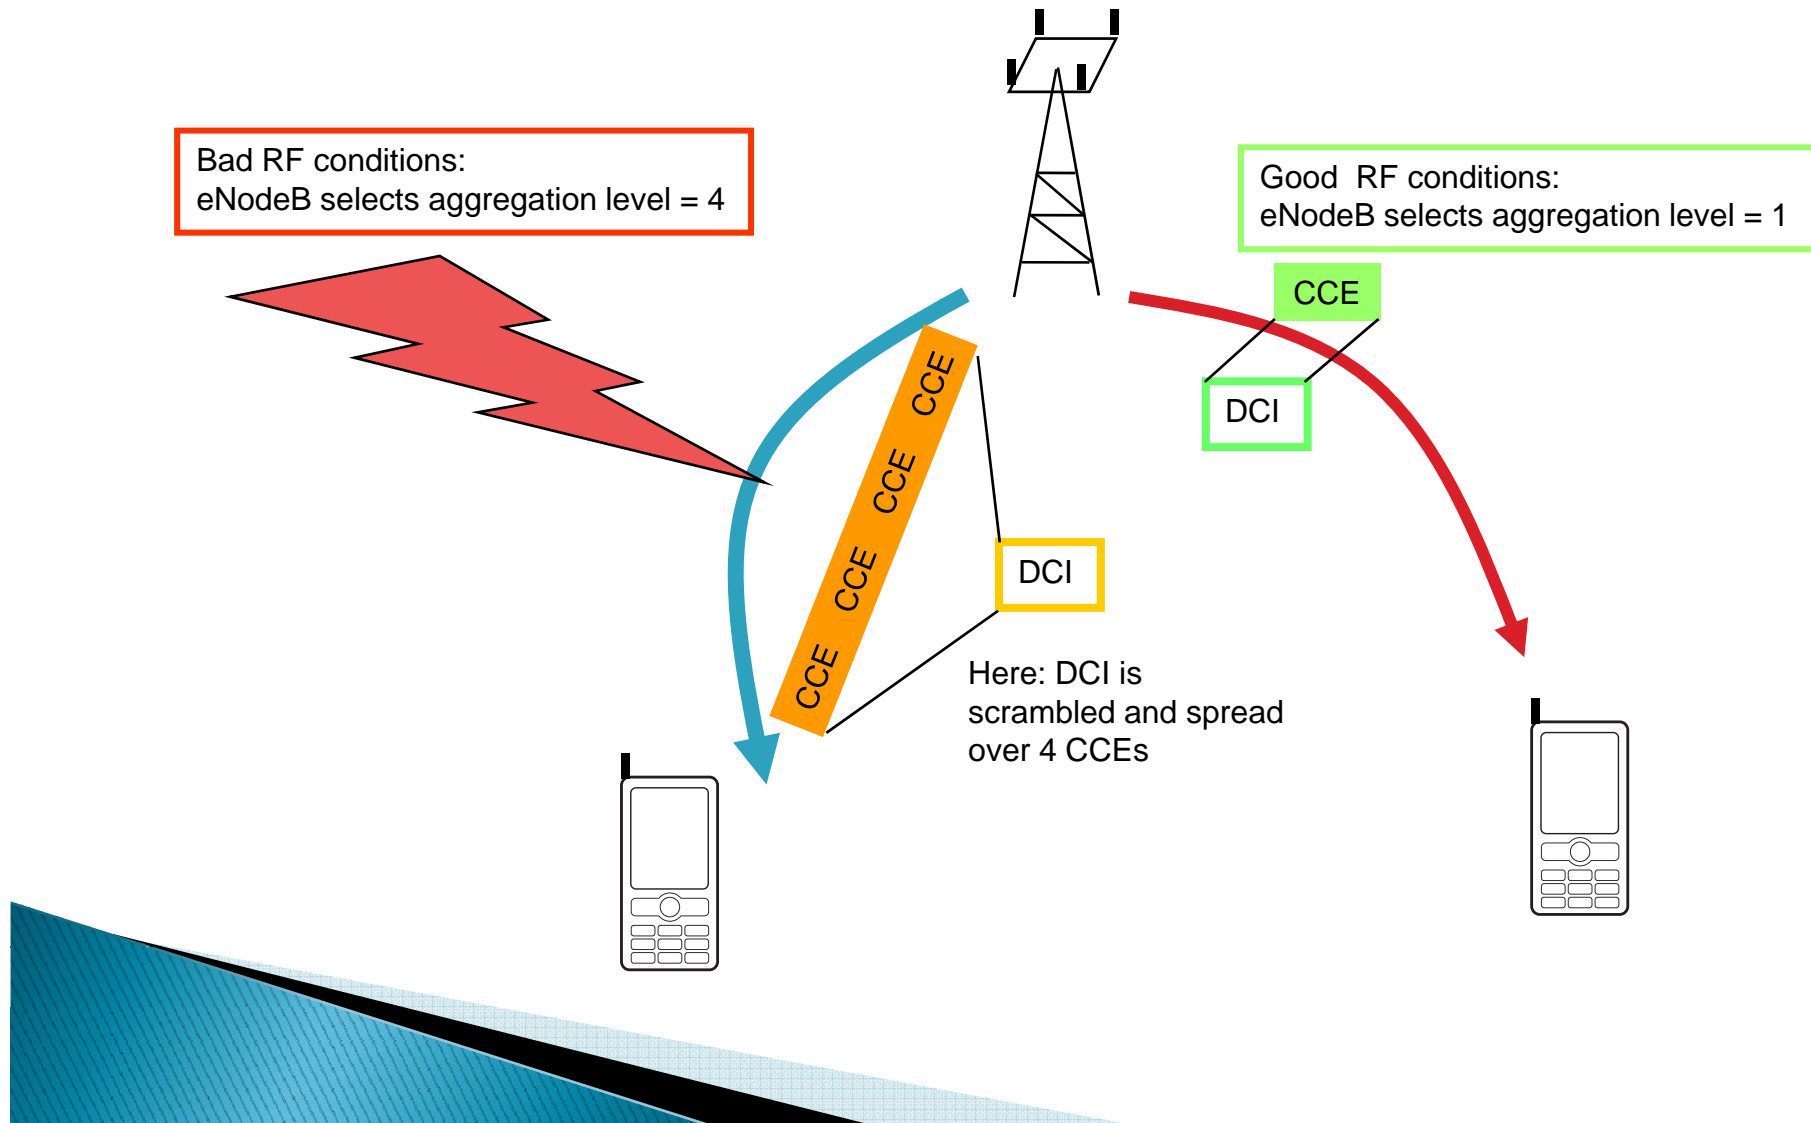 Bad RF conditions:
eNodeB selects aggregation level = 4
Good  RF conditions:
eNodeB selects aggregation level = 1
CCE
DCI
CCE CCE CCE CCE
DCI
Here: DCI is
scrambled and spread
over 4 CCEs